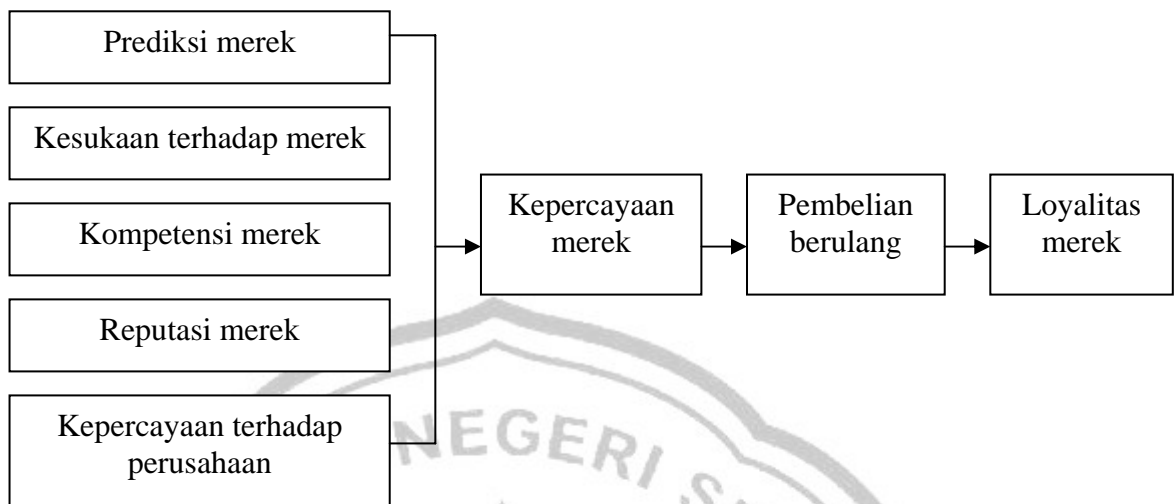 Prediksi merek
Kesukaan terhadap merek
Kompetensi merek
Reputasi merek
Kepercayaan terhadap
perusahaan
Kepercayaan
merek
Pembelian
berulang
Loyalitas
merek
NEGERI